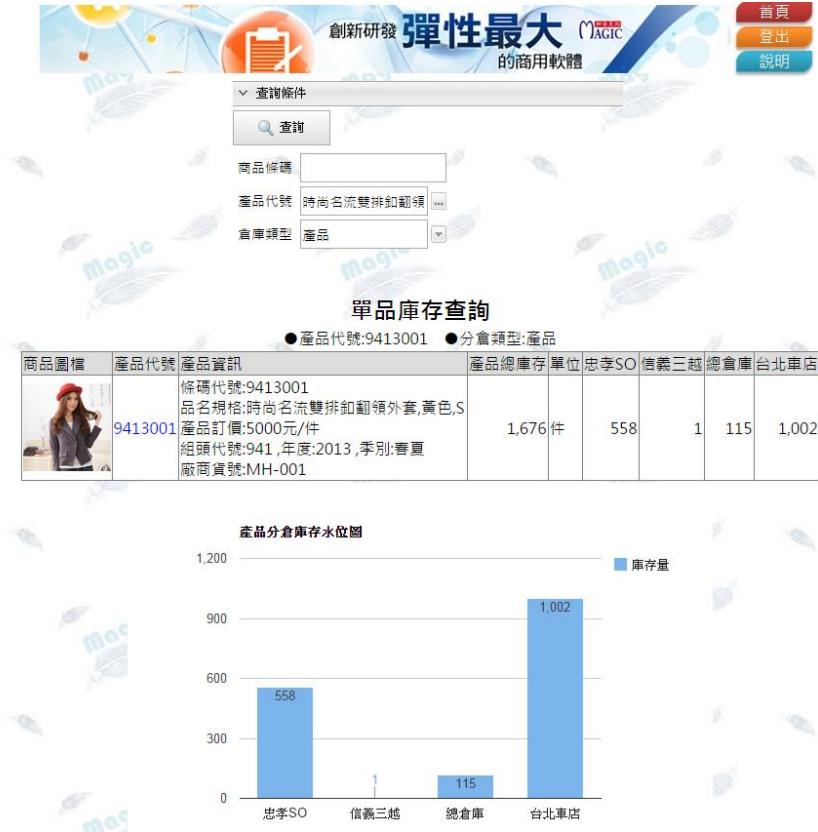 創新研發 彈性最大 MAGIC
的商用軟體
首頁
登出
說明
查詢條件
查詢
商品條碼
產品代號 時尚名流雙排釦翻領 ...
倉庫類型 產品
單品庫存查詢
●產品代號:9413001 ●分倉類型:產品
商品圖檔 產品代號 產品資訊 產品總庫存 單位 忠孝SO 信義三越 總倉庫 台北車店
條碼代號:9413001
品名規格:時尚名流雙排釦翻領外套,黃色,S
9413001 產品訂價:5000元/件 1,676 件 558 1 115 1,002
組頭代號:941 ,年度:2013 ,季別:春夏
廠商貨號:MH-001
產品分倉庫存水位圖
1,200
庫存量
900
600
300
0
558
1
115
1,002
忠孝SO 信義三越 總倉庫 台北車店
Magic
Magic
Magic